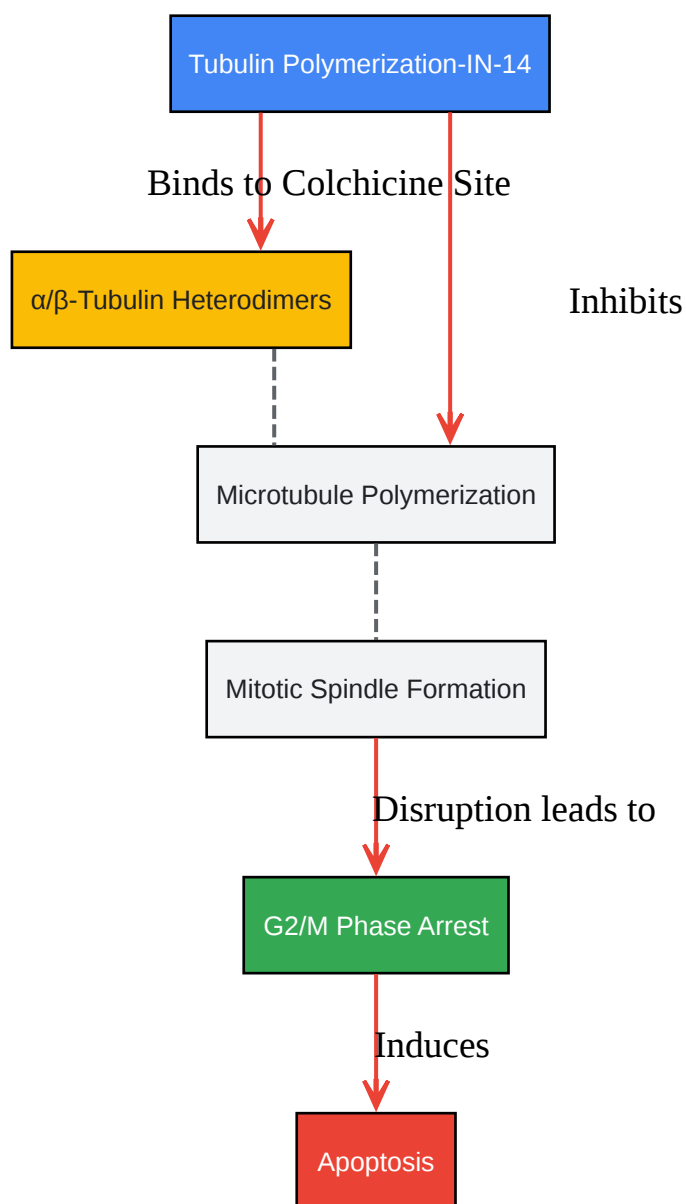 Tubulin Polymerization-IN-14
Binds to Colchicine Site
α/β-Tubulin Heterodimers
Inhibits
Microtubule Polymerization
Mitotic Spindle Formation
Disruption leads to
G2/M Phase Arrest
Induces
Apoptosis